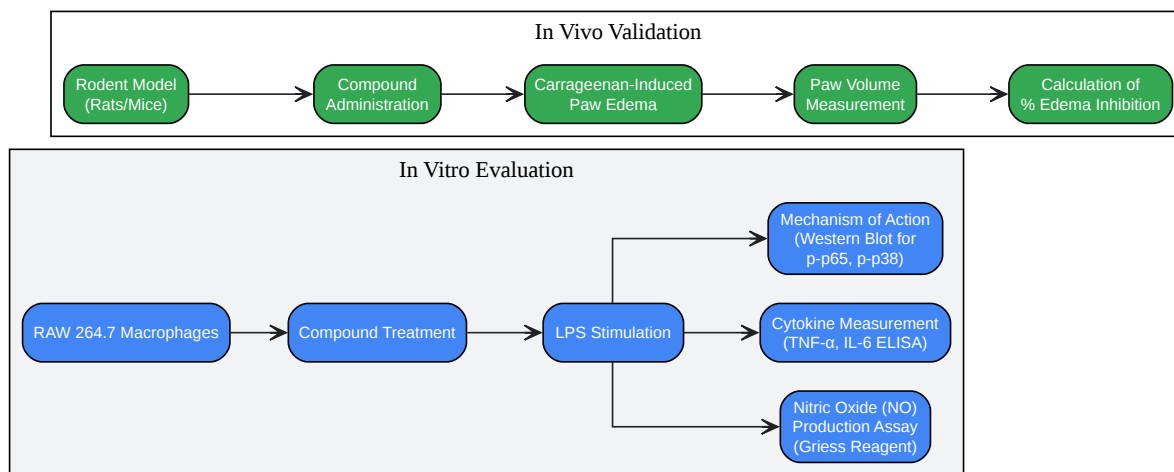 In Vivo Validation
Rodent Model
(Rats/Mice)
Compound
Administration
Carrageenan-Induced
Paw Edema
Paw Volume
Measurement
Calculation of
% Edema Inhibition
In Vitro Evaluation
RAW 264.7 Macrophages
Compound Treatment
LPS Stimulation
Mechanism of Action
(Western Blot for
p-p65, p-p38)
Cytokine Measurement
(TNF-α, IL-6 ELISA)
Nitric Oxide (NO)
Production Assay
(Griess Reagent)